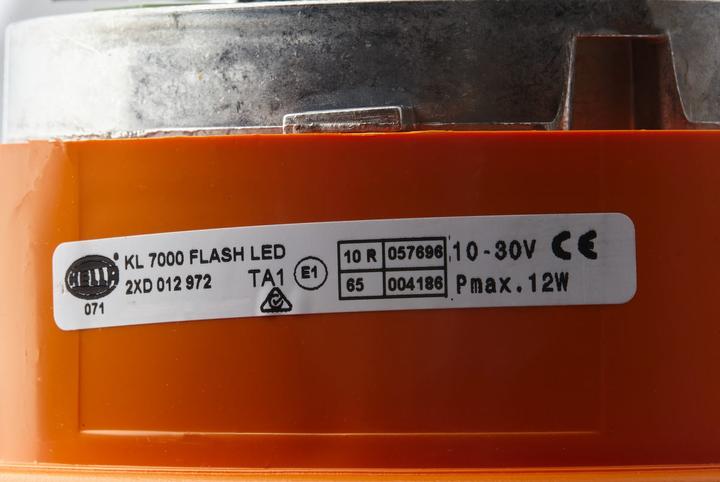 HELLA
071
KL 7000 FLASH LED
2XD 012 972
TA1
E1
10 R 057696
65 004186
10-30V CE
Pmax.12W